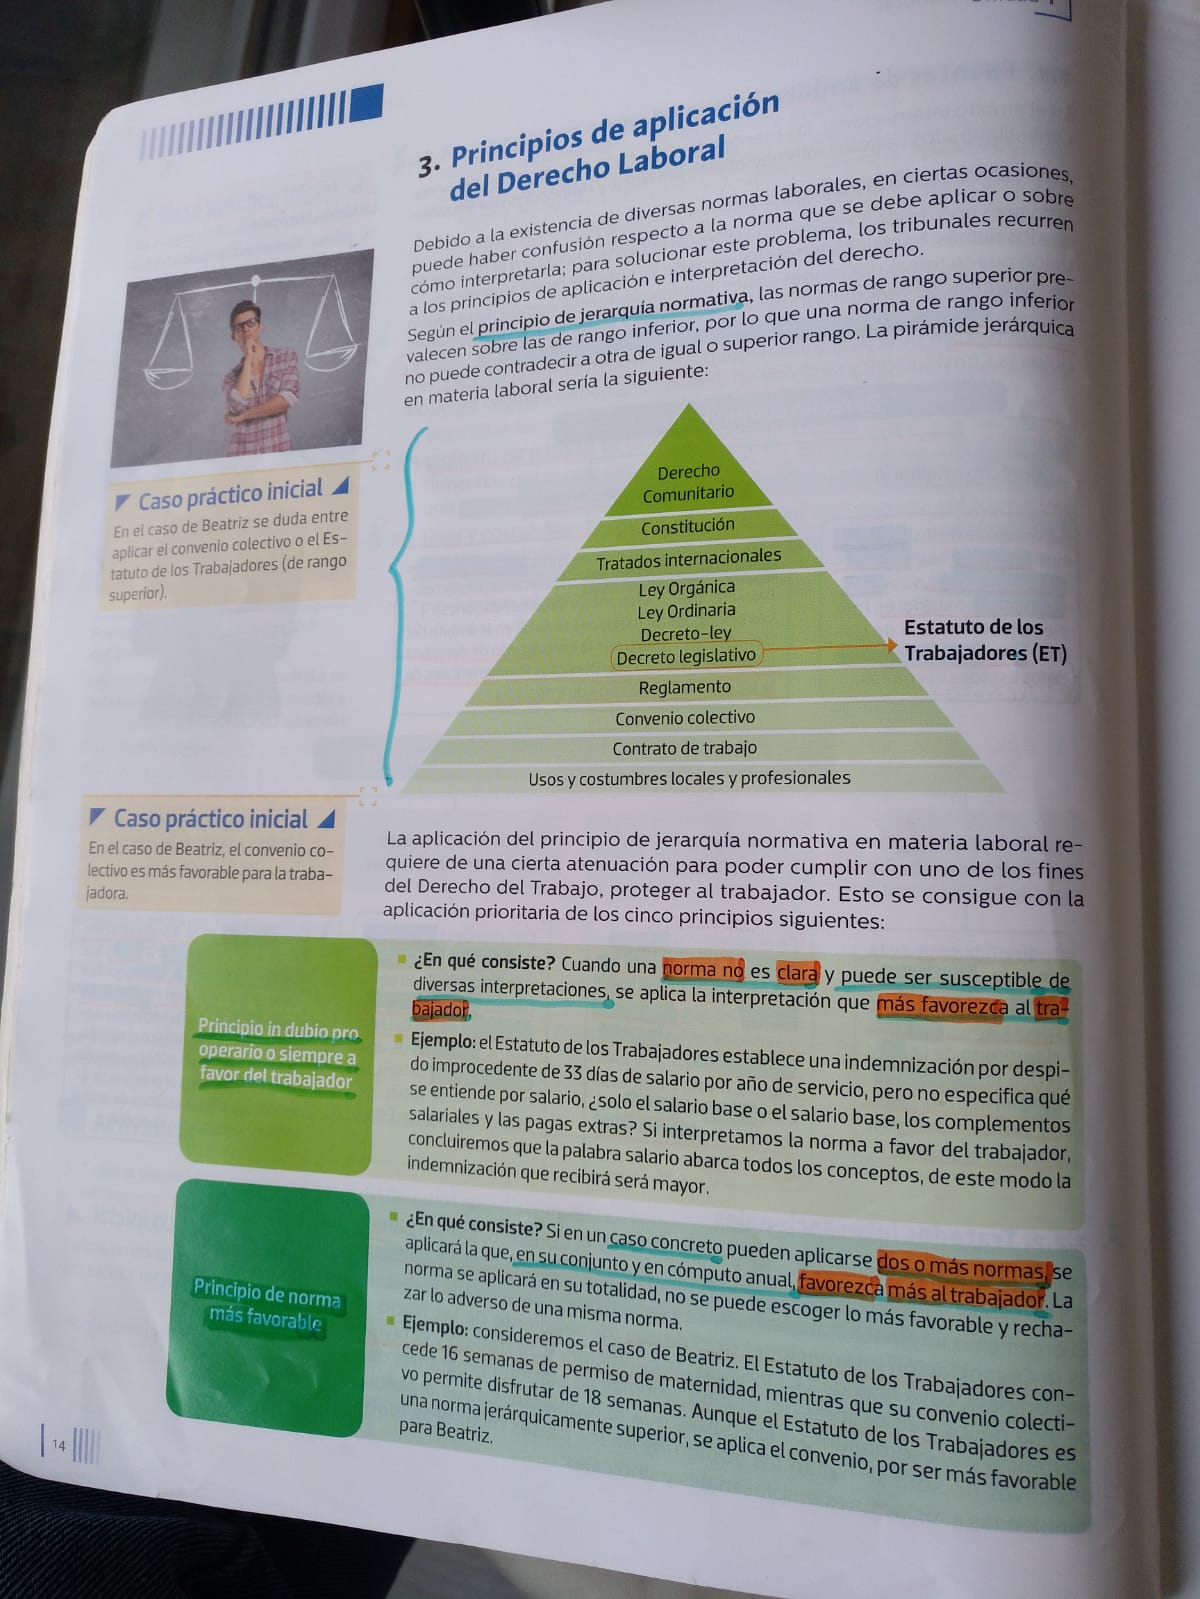 3. Principios de aplicación
del Derecho Laboral
Debido a la existencia de diversas normas laborales, en ciertas ocasiones,
puede haber confusión respecto a la norma que se debe aplicar o sobre
cómo interpretarla; para solucionar este problema, los tribunales recurren
a los principios de aplicación e interpretación del derecho.
Según el principio de jerarquía normativa, las normas de rango superior pre-
valecen sobre las de rango inferior, por lo que una norma de rango inferior
no puede contradecir a otra de igual o superior rango. La pirámide jerárquica
en materia laboral sería la siguiente:
Caso práctico inicial
En el caso de Beatriz se duda entre
aplicar el convenio colectivo o el Es-
tatuto de los Trabajadores (de rango
superior).
Derecho
Comunitario
Constitución
Tratados internacionales
Ley Orgánica
Ley Ordinaria
Decreto-ley
Decreto legislativo
Estatuto de los
Trabajadores (ET)
Reglamento
Convenio colectivo
Contrato de trabajo
Usos y costumbres locales y profesionales
Caso práctico inicial
En el caso de Beatriz, el convenio co-
lectivo es más favorable para la traba-
jadora.
La aplicación del principio de jerarquía normativa en materia laboral re-
quiere de una cierta atenuación para poder cumplir con uno de los fines
del Derecho del Trabajo, proteger al trabajador. Esto se consigue con la
aplicación prioritaria de los cinco principios siguientes:
Principio in dubio pro
operario o siempre a
favor del trabajador
¿En qué consiste? Cuando una norma no es clara y puede ser susceptible de
diversas interpretaciones, se aplica la interpretación que más favorezca al tra-
bajador.
Ejemplo: el Estatuto de los Trabajadores establece una indemnización por despi-
do improcedente de 33 días de salario por año de servicio, pero no especifica qué
se entiende por salario, ¿solo el salario base o el salario base, los complementos
salariales y las pagas extras? Si interpretamos la norma a favor del trabajador,
concluiremos que la palabra salario abarca todos los conceptos, de este modo la
indemnización que recibirá será mayor.
Principio de norma
más favorable
¿En qué consiste? Si en un caso concreto pueden aplicarse dos o más normas, se
aplicará la que, en su conjunto y en cómputo anual, favorezca más al trabajador. La
norma se aplicará en su totalidad, no se puede escoger lo más favorable y recha-
zar lo adverso de una misma norma.
Ejemplo: consideremos el caso de Beatriz. El Estatuto de los Trabajadores con-
cede 16 semanas de permiso de maternidad, mientras que su convenio colecti-
vo permite disfrutar de 18 semanas. Aunque el Estatuto de los Trabajadores es
una norma jerárquicamente superior, se aplica el convenio, por ser más favorable
para Beatriz.
14